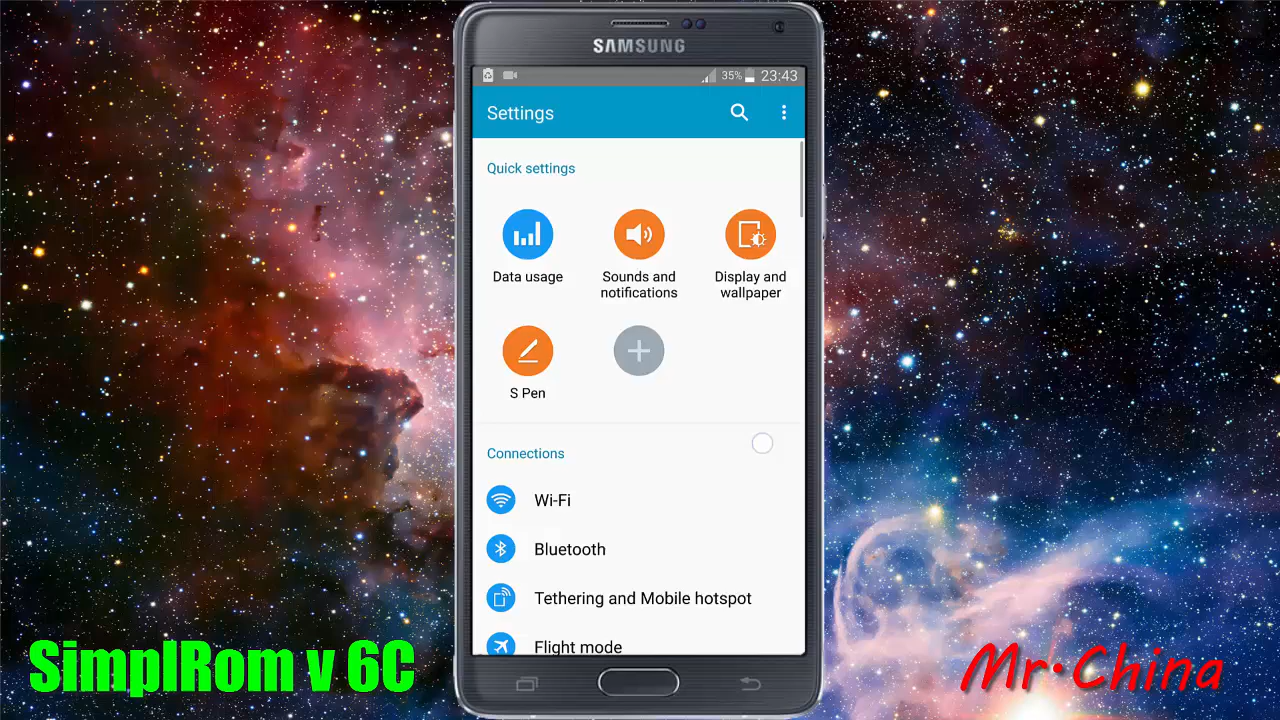 SAMSUNG
35% 23:43
Settings
Quick settings
Data usage
Sounds and
notifications
Display and
wallpaper
S Pen
Connections
Wi-Fi
Bluetooth
Tethering and Mobile hotspot
Flight mode
SimplRom v 6C
Mr.China